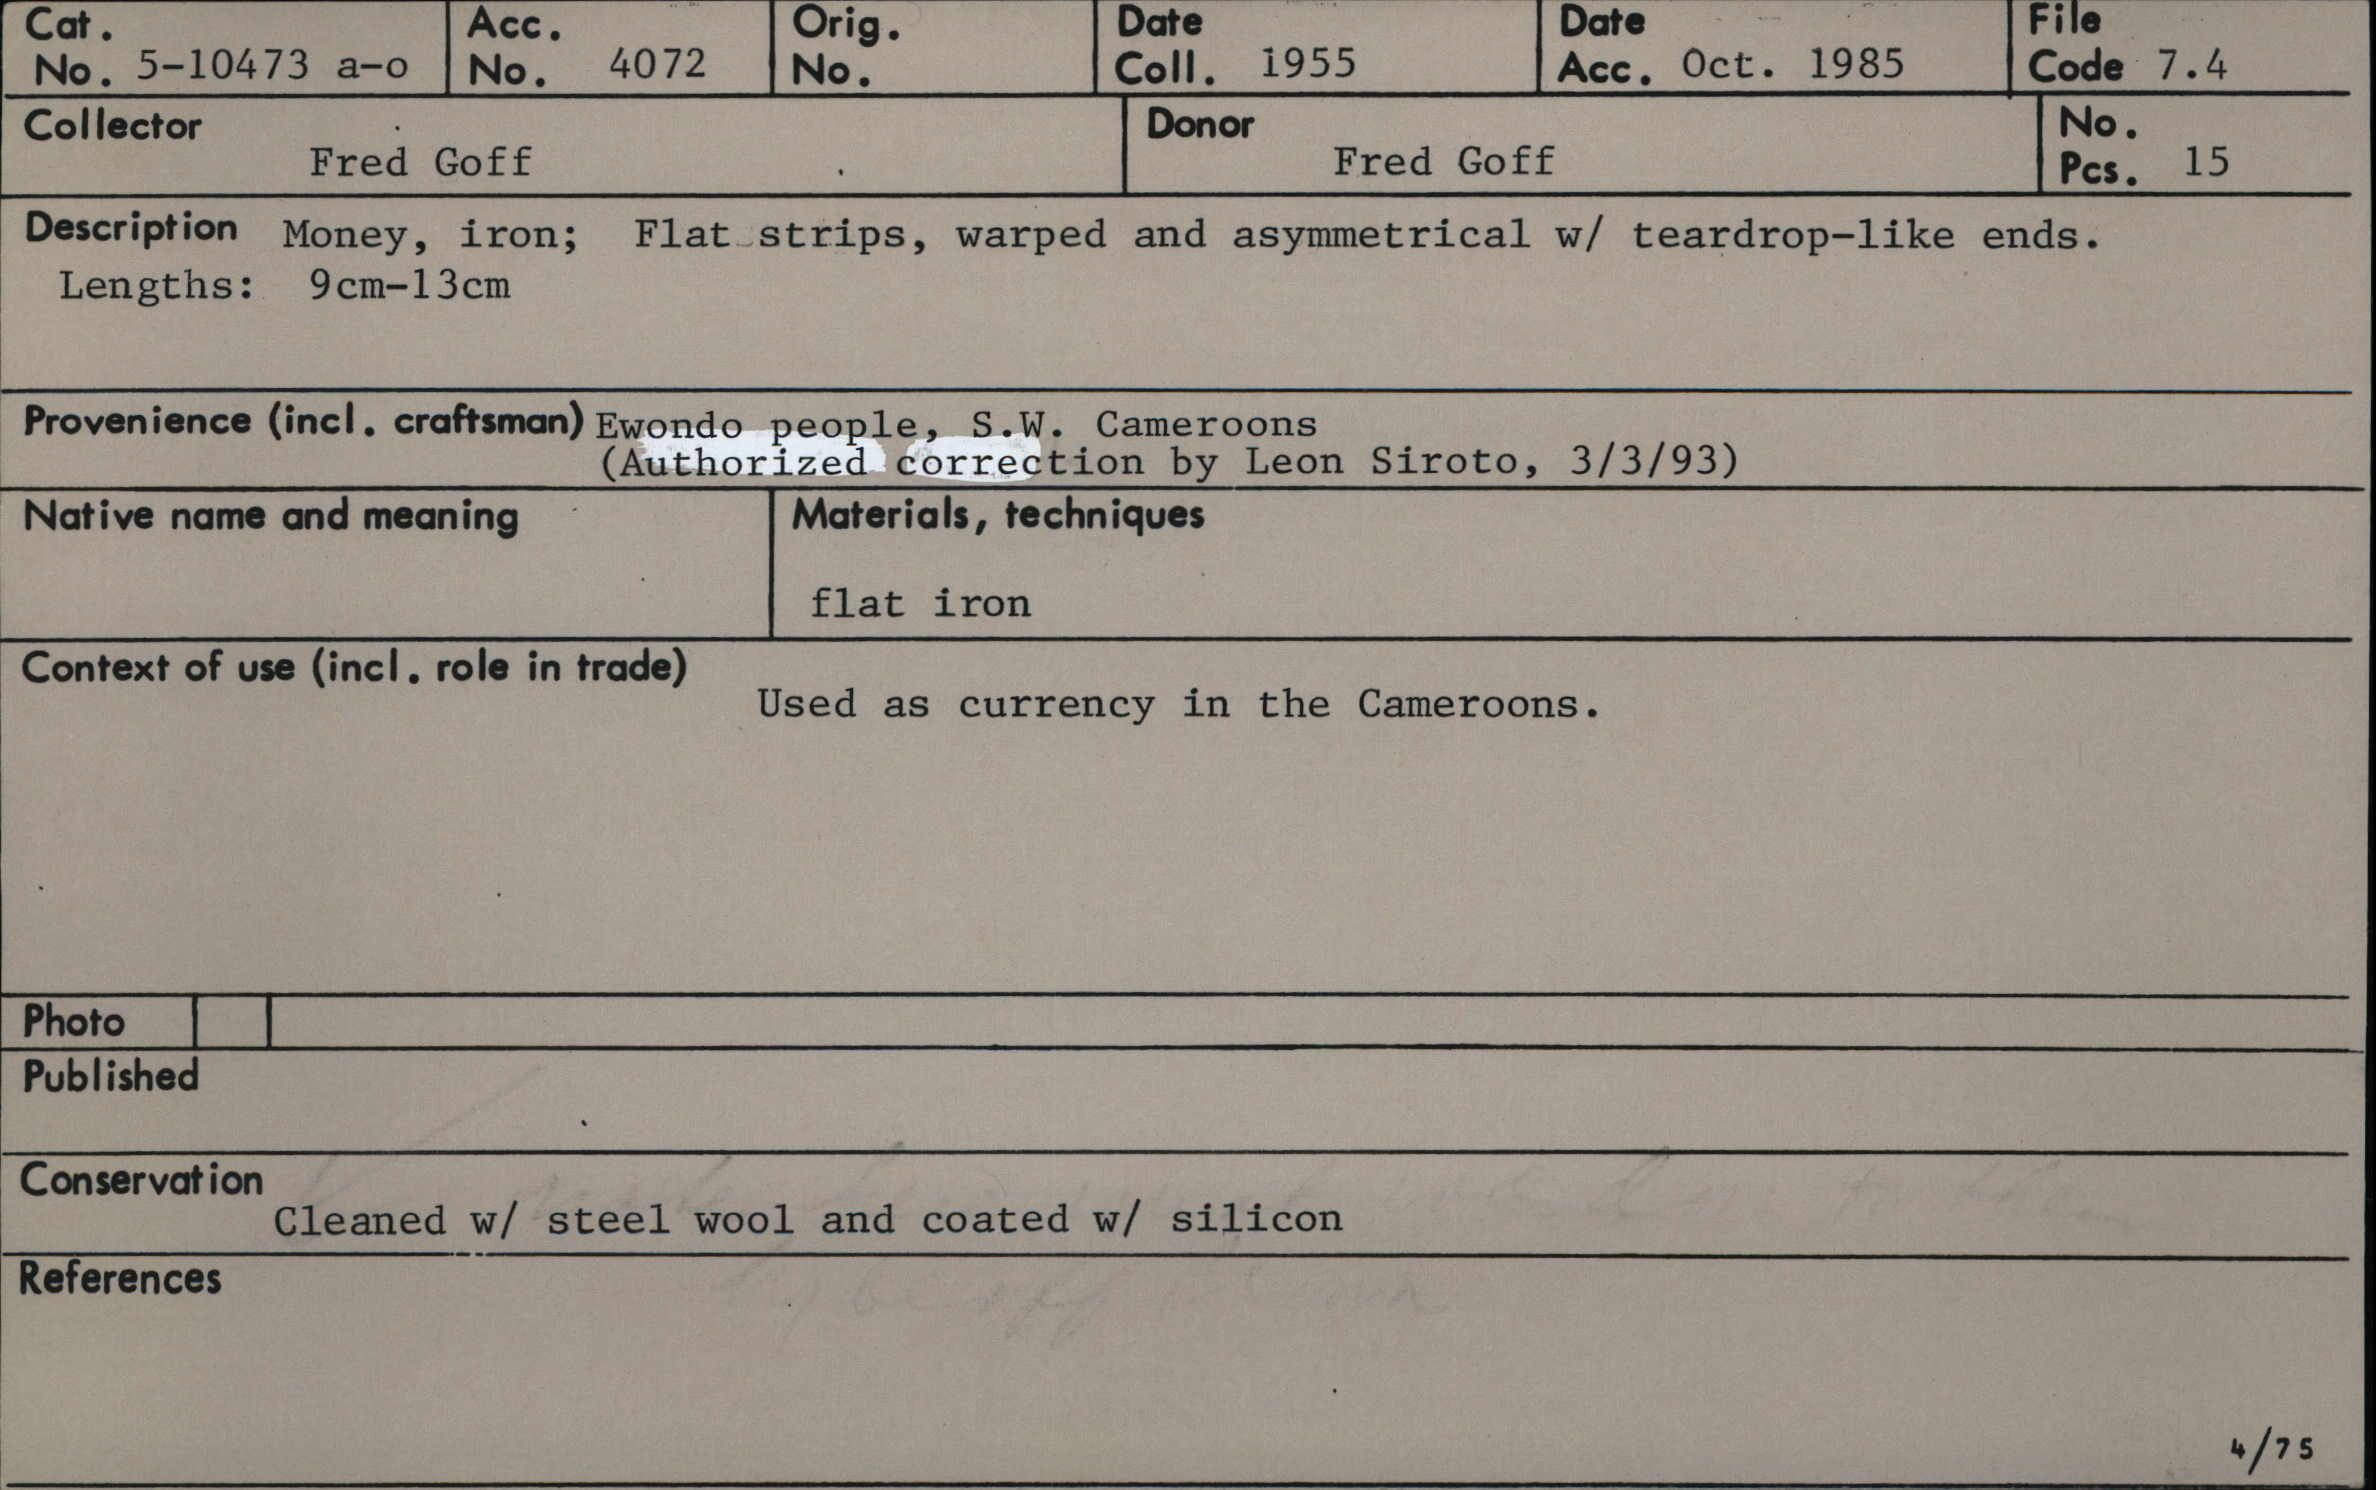 Cat. No. 5-10473 a-o
Acc. No. 4072
Orig. No.
Date Coll. 1955
Date Acc. Oct. 1985
File Code 7.4
Collector
Fred Goff
Donor
Fred Goff
No. Pcs. 15
Description Money, iron; Flat strips, warped and asymmetrical w/ teardrop-like ends.
Lengths: 9cm-13cm
Provenience (incl. craftsman) Ewondo people, S.W. Cameroons
(Authorized correction by Leon Siroto, 3/3/93)
Native name and meaning
Materials, techniques
flat iron
Context of use (incl. role in trade)
Used as currency in the Cameroons.
Photo
Published
Conservation
Cleaned w/ steel wool and coated w/ silicon
References
4/75